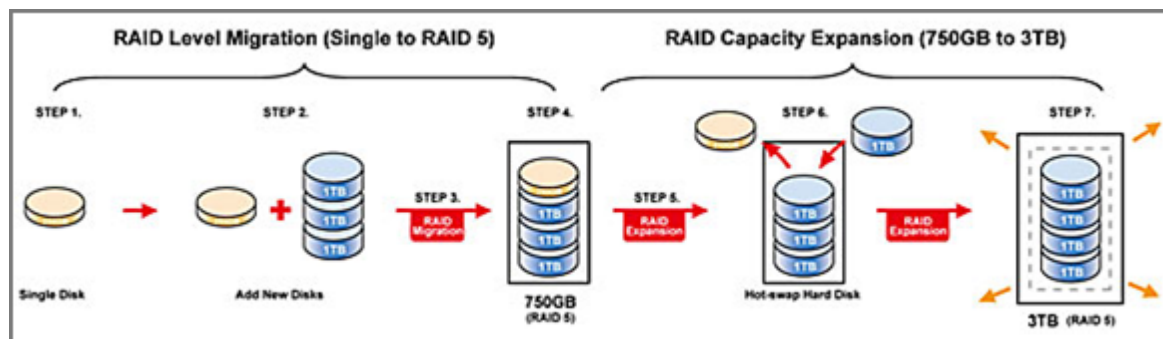 RAID Level Migration (Single to RAID 5)
RAID Capacity Expansion (750GB to 3TB)
STEP 1.
STEP 2.
STEP 4.
STEP 6.
STEP 7.
1TB
1TB
1TB
1TB
STEP 3.
RAID
Migration
1TB
1TB
1TB
STEP 5.
RAID
Expansion
1TB
1TB
1TB
RAID
Expansion
1TB
1TB
1TB
1TB
Single Disk
Add New Disks
750GB
(RAID 5)
Hot-swap Hard Disk
3TB (RAID 5)